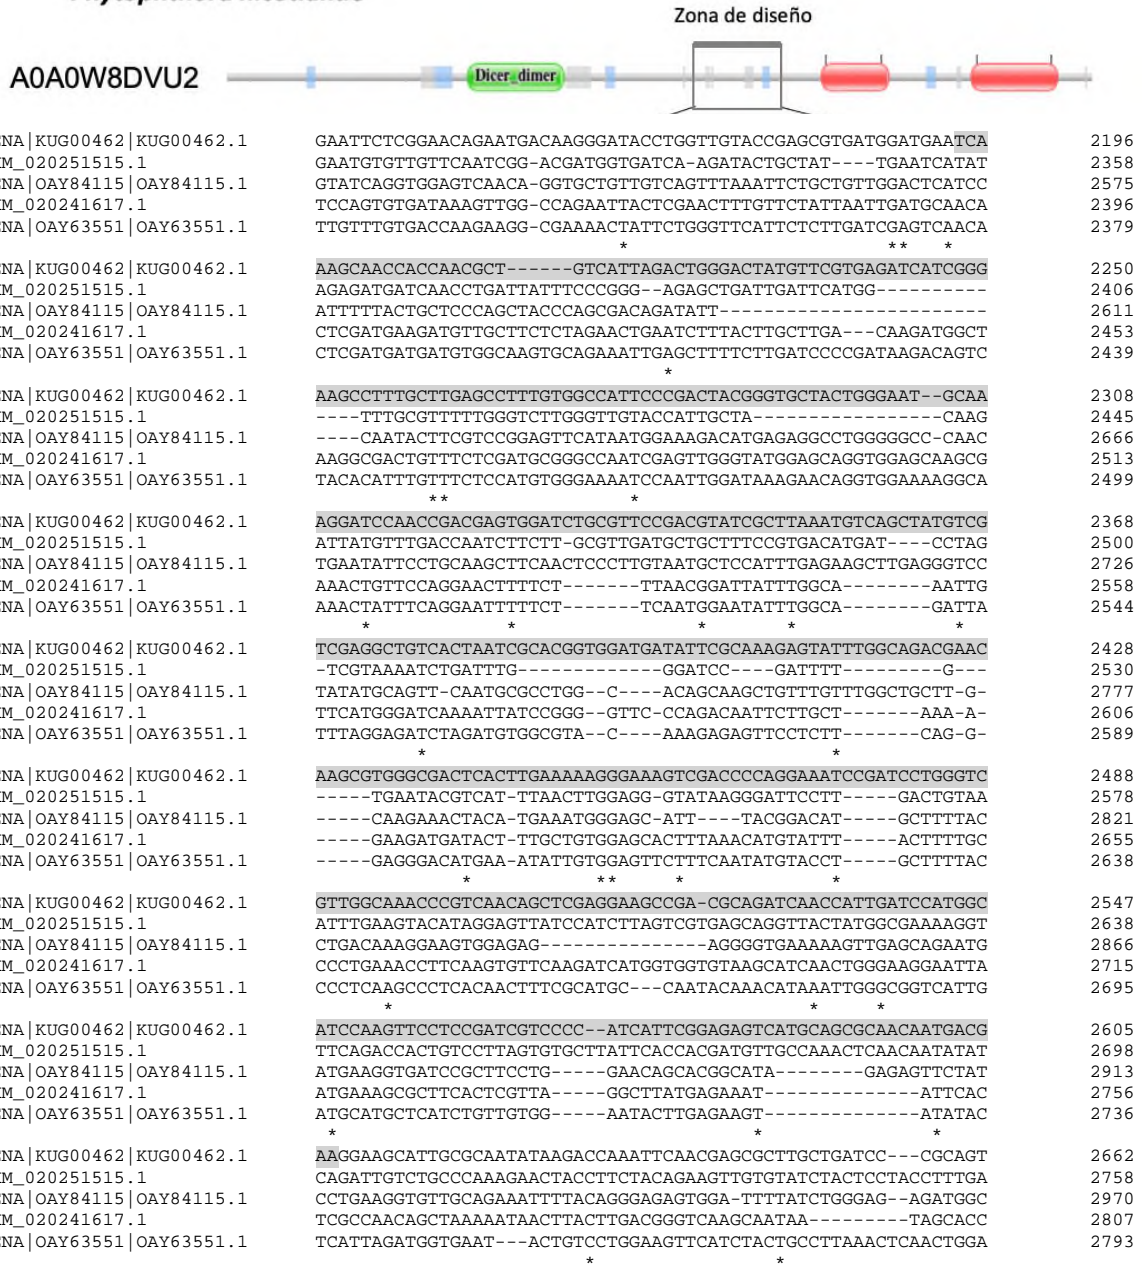 Phytophthora nicotianae
Zona de diseño
A0A0W8DVU2
Dicer_dimer
NA|KUG00462|KUG00462.1 GAATTCTCGGAACAGAATGACAAGGGATACCTGGTTGTACCGAGCGTGATGGATGAATCA 2196
M_020251515.1 GAATGTGTTGTTCAATCGG-ACGATGGTGATCA-AGATACTGCTAT----TGAATCATAT 2358
NA|OAY84115|OAY84115.1 GTATCAGGTGGAGTCAACA-GGTGCTGTTGTCAGTTTAAATTCTGCTGTTGGACTCATCC 2575
M_020241617.1 TCCAGTGTGATAAAGTTGG-CCAGAATTACTCGAACTTTGTTCTATTAATTGATGCAACA 2396
NA|OAY63551|OAY63551.1 TTGTTTGTGACCAAGAAGG-CGAAAACTATTCTGGGTTCATTCTCTTGATCGAGTCAACA 2379
* ** *
NA|KUG00462|KUG00462.1 AAGCAACCACCAACGCT------GTCATTAGACTGGGACTATGTTCGTGAGATCATCGGG 2250
M_020251515.1 AGAGATGATCAACCTGATTATTTCCCGGG--AGAGCTGATTGATTCATGG---------- 2406
NA|OAY84115|OAY84115.1 ATTTTTACTGCTCCCAGCTACCCAGCGACAGATATT------------------------ 2611
M_020241617.1 CTCGATGAAGATGTTGCTTCTCTAGAACTGAATCTTTACTTGCTTGA---CAAGATGGCT 2453
NA|OAY63551|OAY63551.1 CTCGATGATGATGTGGCAAGTGCAGAAATTGAGCTTTTCTTGATCCCCGATAAGACAGTC 2439
*
NA|KUG00462|KUG00462.1 AAGCCTTTGCTTGAGCCTTTGTGGCCATTCCCGACTACGGGTGCTACTGGGAAT--GCAA 2308
M_020251515.1 ----TTTGCGTTTTTGGGTCTTGGGTTGTACCATTGCTA-----------------CAAG 2445
NA|OAY84115|OAY84115.1 ----CAATACTTCGTCCGGAGTTCATAATGGAAAGACATGAGAGGCCTGGGGGCC-CAAC 2666
M_020241617.1 AAGGCGACTGTTTCTCGATGCGGGCCAATCGAGTTGGGTATGGAGCAGGTGGAGCAAGCG 2513
NA|OAY63551|OAY63551.1 TACACATTTGTTTCTCCATGTGGGAAAATCCAATTGGATAAAGAACAGGTGGAAAAGGCA 2499
** *
NA|KUG00462|KUG00462.1 AGGATCCAACCGACGAGTGGATCTGCGTTCCGACGTATCGCTTAAATGTCAGCTATGTCG 2368
M_020251515.1 ATTATGTTTGACCAATCTTCTT-GCGTTGATGCTGCTTTCCGTGACATGAT----CCTAG 2500
NA|OAY84115|OAY84115.1 TGAATATTCCTGCAAGCTTCAACTCCCTTGTAATGCTCCATTTGAGAAGCTTGAGGGTCC 2726
M_020241617.1 AAACTGTTCCAGGAACTTTTCT-------TTAACGGATTATTTGGCA--------AATTG 2558
NA|OAY63551|OAY63551.1 AAACTATTTCAGGAATTTTTCT-------TCAATGGAATATTTGGCA--------GATTA 2544
* * * * *
NA|KUG00462|KUG00462.1 TCGAGGCTGTCACTAATCGCACGGTGGATGATATTCGCAAAGAGTATTTGGCAGACGAAC 2428
M_020251515.1 -TCGTAAAATCTGATTTG-------------GGATCC----GATTTT-------G--- 2530
NA|OAY84115|OAY84115.1 TATATGCAGTT-CAATGCGCCTGG--C----ACAGCAAGCTGTTTGTTTGGCTGCTT-G- 2777
M_020241617.1 TTCATGGGATCAAAATTATCCGGG--GTTC-CCAGACAATTCTTGCT-------AAA-A- 2606
NA|OAY63551|OAY63551.1 TTTAGGAGATCTAGATGTGGCGTA--C----AAAGAGAGTTCCTCTT-------CAG-G- 2589
* *
NA|KUG00462|KUG00462.1 AAGCGTGGGCGACTCACTTGAAAAAGGGAAAGTCGACCCCAGGAAATCCGATCCTGGGTC 2488
M_020251515.1 -----TGAATACGTCAT-TTAACTTGGAGG-GTATAAGGGATTCCTT-----GACTGTAA 2578
NA|OAY84115|OAY84115.1 -----CAAGAAACTACA-TGAAATGGGAGC-ATT----TACGGACAT-----GCTTTTAC 2821
M_020241617.1 -----GAAGATGATACT-TTGCTGTGGAGCACTTTAAACATGTATTT-----ACTTTTGC 2655
NA|OAY63551|OAY63551.1 -----GAGGGACATGAA-ATATTGTGGAGTTCTTTCAATATGTACCT-----GCTTTTAC 2638
* ** * *
NA|KUG00462|KUG00462.1 GTTGGCAAACCCGTCAACAGCTCGAGGAAGCCGA-CGCAGATCAACCATTGATCCATGGC 2547
M_020251515.1 ATTTGAAGTACATAGGAGTTATCCATCTTAGTCGTGAGCAGGTTACTATGGCGAAAAGGT 2638
NA|OAY84115|OAY84115.1 CTGACAAAGGAAGTGGAGAG---------------AGGGGTGAAAAAGTTGAGCAGAATG 2866
M_020241617.1 CCCTGAAACCTTCAAGTGTTCAAGATCATGGTGGTGTAAGCATCAACTGGGAAGGAATTA 2715
NA|OAY63551|OAY63551.1 CCCTCAAGCCCTCACAACTTTCGCATGC---CAATACAAACATAAATTGGGCGGTCATTG 2695
* * *
NA|KUG00462|KUG00462.1 ATCCAAGTTCCTCCGATCGTCCCC--ATCATTCGGAGAGTCATGCAGCGCAACAATGACG 2605
M_020251515.1 TTCAGACCACTGTCCTTAGTGTGCTTATTCACCACGATGTTGCCAAACTCAACAATATAT 2698
NA|OAY84115|OAY84115.1 ATGAAGGTGATCCGCTTCCTG-----GAACAGCACGGCATA--------GAGAGTTCTAT 2913
M_020241617.1 ATGAAAGCGCTTCACTCGTTA-----GGCTTATGAGAAAT--------------ATTCAC 2756
NA|OAY63551|OAY63551.1 ATGCATGCTCATCTGTTGTGG-----AATACTTGAGAAGT--------------ATATAC 2736
* * *
NA|KUG00462|KUG00462.1 AAGGAAGCATTGCGCAATATAAGACCAAATTCAACGAGCGCTTGCTGATCC---CGCAGT 2662
M_020251515.1 CAGATTGTCTGCCCAAAGAACTACCTTCTACAGAAGTTGTGTATCTACTCCTACCTTTGA 2758
NA|OAY84115|OAY84115.1 CCTGAAGGTGTTGCAGAAATTTTACAGGGAGAGTGGA-TTTTATCTGGGAG--AGATGGC 2970
M_020241617.1 TCGCCAACAGCTAAAAATAACTTACTTGACGGGTCAAGCAATAA---------TAGCACC 2807
NA|OAY63551|OAY63551.1 TCATTAGATGGTGAAT---ACTGTCCTGGAAGTTCATCTACTGCCTTAAACTCAACTGGA 2793
* *